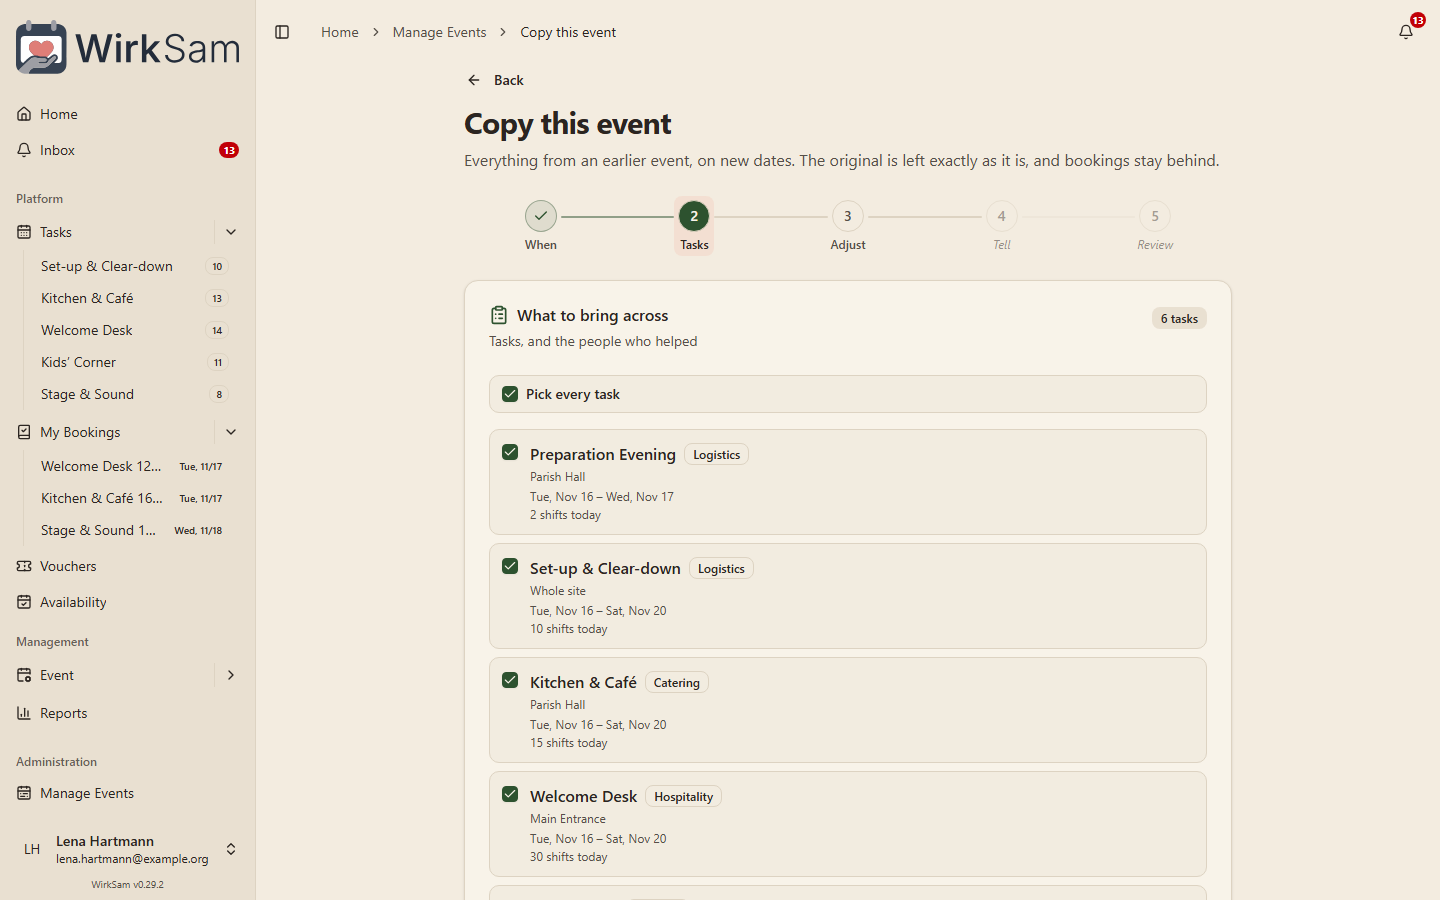 WirkSam
Home
Inbox
13
Platform
Tasks
Set-up & Clear-down
10
Kitchen & Café
13
Welcome Desk
14
Kids’ Corner
11
Stage & Sound
8
My Bookings
Welcome Desk 12...
Tue, 11/17
Kitchen & Café 16...
Tue, 11/17
Stage & Sound 1...
Wed, 11/18
Vouchers
Availability
Management
Event
Reports
Administration
Manage Events
LH
Lena Hartmann
lena.hartmann@example.org
WirkSam v0.29.2
Home
Manage Events
Copy this event
13
Back
Copy this event
Everything from an earlier event, on new dates. The original is left exactly as it is, and bookings stay behind.
When
2
Tasks
3
Adjust
4
Tell
5
Review
What to bring across
6 tasks
Tasks, and the people who helped
Pick every task
Preparation Evening
Logistics
Parish Hall
Tue, Nov 16 – Wed, Nov 17
2 shifts today
Set-up & Clear-down
Logistics
Whole site
Tue, Nov 16 – Sat, Nov 20
10 shifts today
Kitchen & Café
Catering
Parish Hall
Tue, Nov 16 – Sat, Nov 20
15 shifts today
Welcome Desk
Hospitality
Main Entrance
Tue, Nov 16 – Sat, Nov 20
30 shifts today